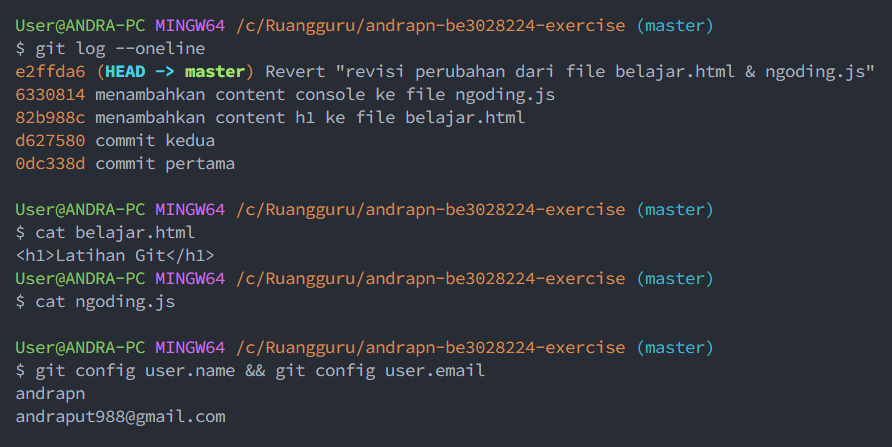 User@ANDRA-PC MINGW64 /c/Ruangguru/andrapn-be3028224-exercise (master)
$ git log --oneline
e2ffda6 (HEAD -> master) Revert "revisi perubahan dari file belajar.html & ngoding.js"
6330814 menambahkan content console ke file ngoding.js
82b988c menambahkan content h1 ke file belajar.html
d627580 commit kedua
0dc338d commit pertama
User@ANDRA-PC MINGW64 /c/Ruangguru/andrapn-be3028224-exercise (master)
$ cat belajar.html
<h1>Latihan Git</h1>
User@ANDRA-PC MINGW64 /c/Ruangguru/andrapn-be3028224-exercise (master)
$ cat ngoding.js
User@ANDRA-PC MINGW64 /c/Ruangguru/andrapn-be3028224-exercise (master)
$ git config user.name && git config user.email
andrapn
andraput988@gmail.com